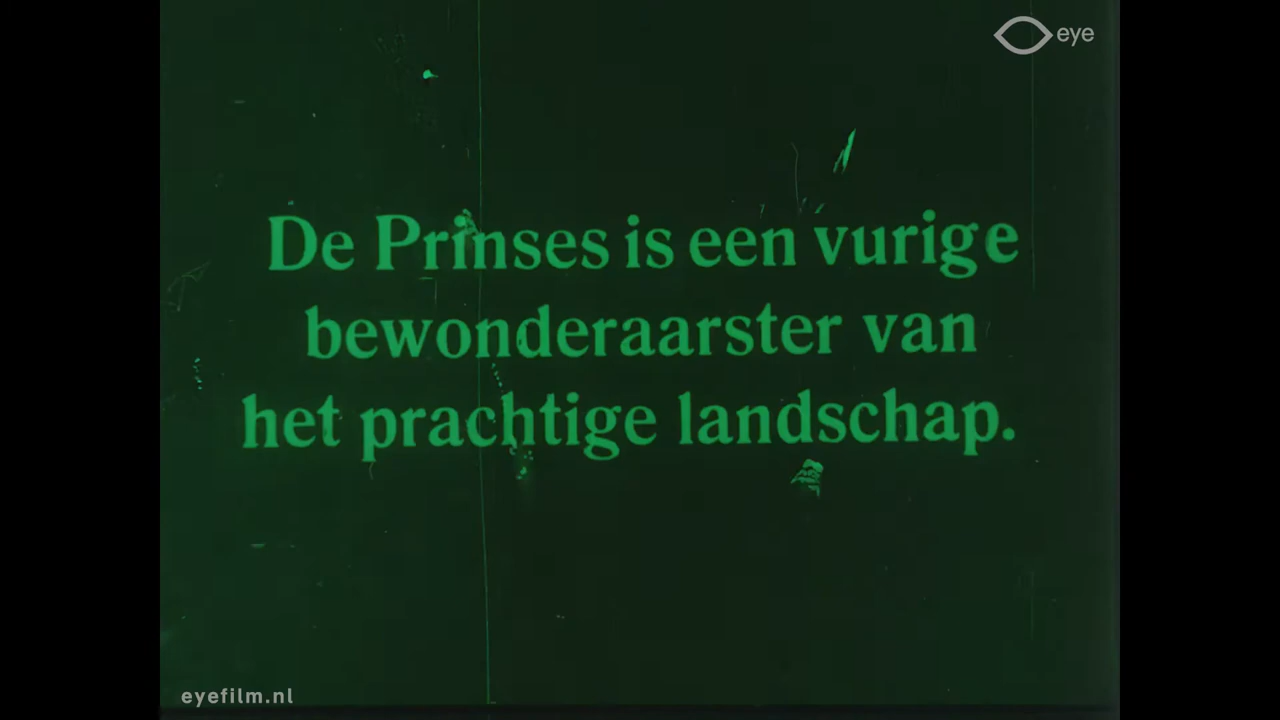 eye
De Prinses is een vurige
bewonderaarster van
het prachtige landschap.
eyefilm.nl